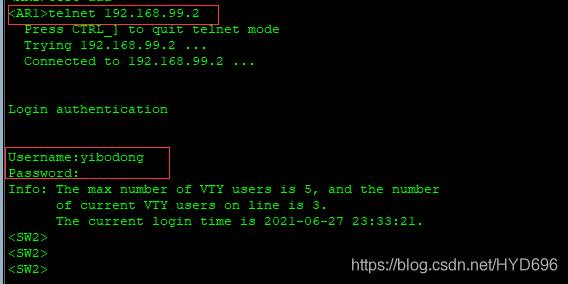 <AR1>telnet 192.168.99.2
Press CTRL_] to quit telnet mode
Trying 192.168.99.2 ...
Connected to 192.168.99.2 ...
Login authentication
Username:yibodong
Password:
Info: The max number of VTY users is 5, and the number
of current VTY users on line is 3.
The current login time is 2021-06-27 23:33:21.
<SW2>
<SW2>
<SW2>
https://blog.csdn.net/HYD696